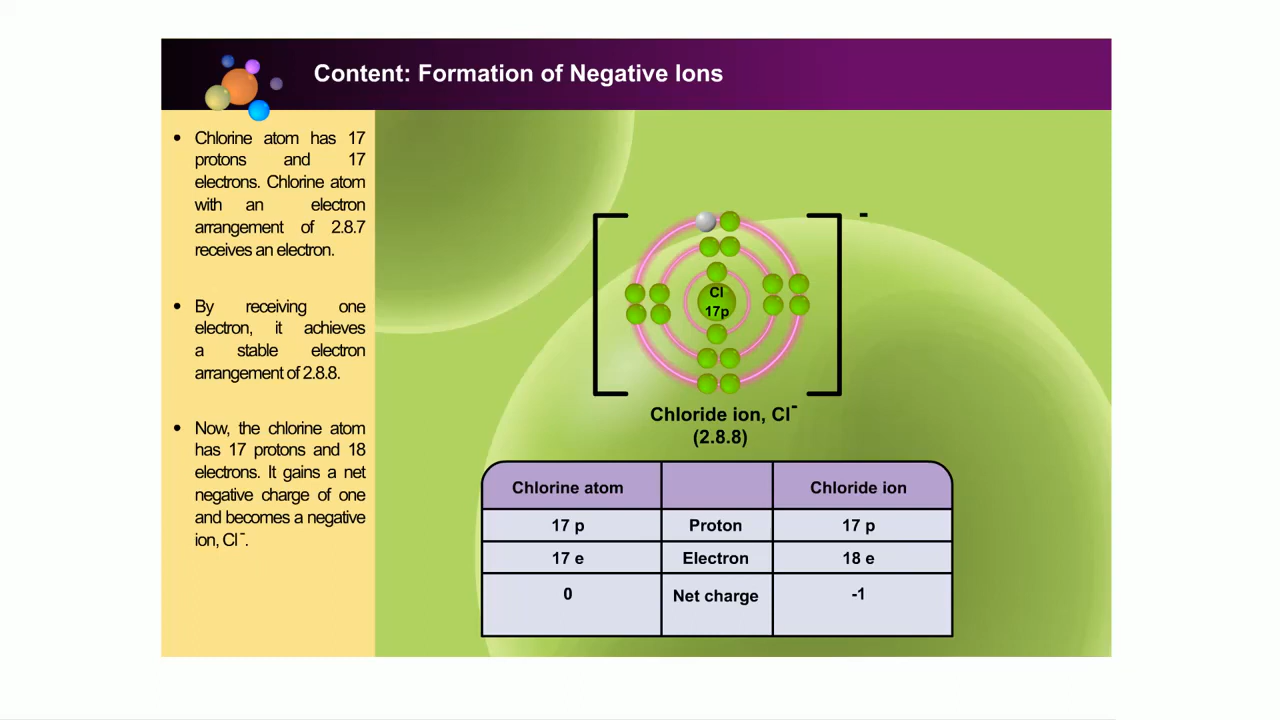 Content: Formation of Negative Ions
• Chlorine atom has 17
protons and 17
electrons. Chlorine atom
with an electron
arrangement of 2.8.7
receives an electron.
• By receiving one
electron, it achieves
a stable electron
arrangement of 2.8.8.
• Now, the chlorine atom
has 17 protons and 18
electrons. It gains a net
negative charge of one
and becomes a negative
ion, Cl⁻.
-
Cl
17p
Chloride ion, Cl⁻
(2.8.8)
Chlorine atom Chloride ion
17 p Proton 17 p
17 e Electron 18 e
0 Net charge -1